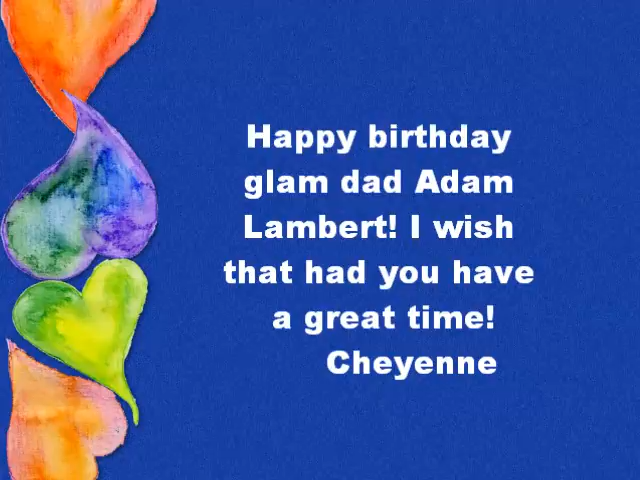 Happy birthday
glam dad Adam
Lambert! I wish
that had you have
a great time!
Cheyenne